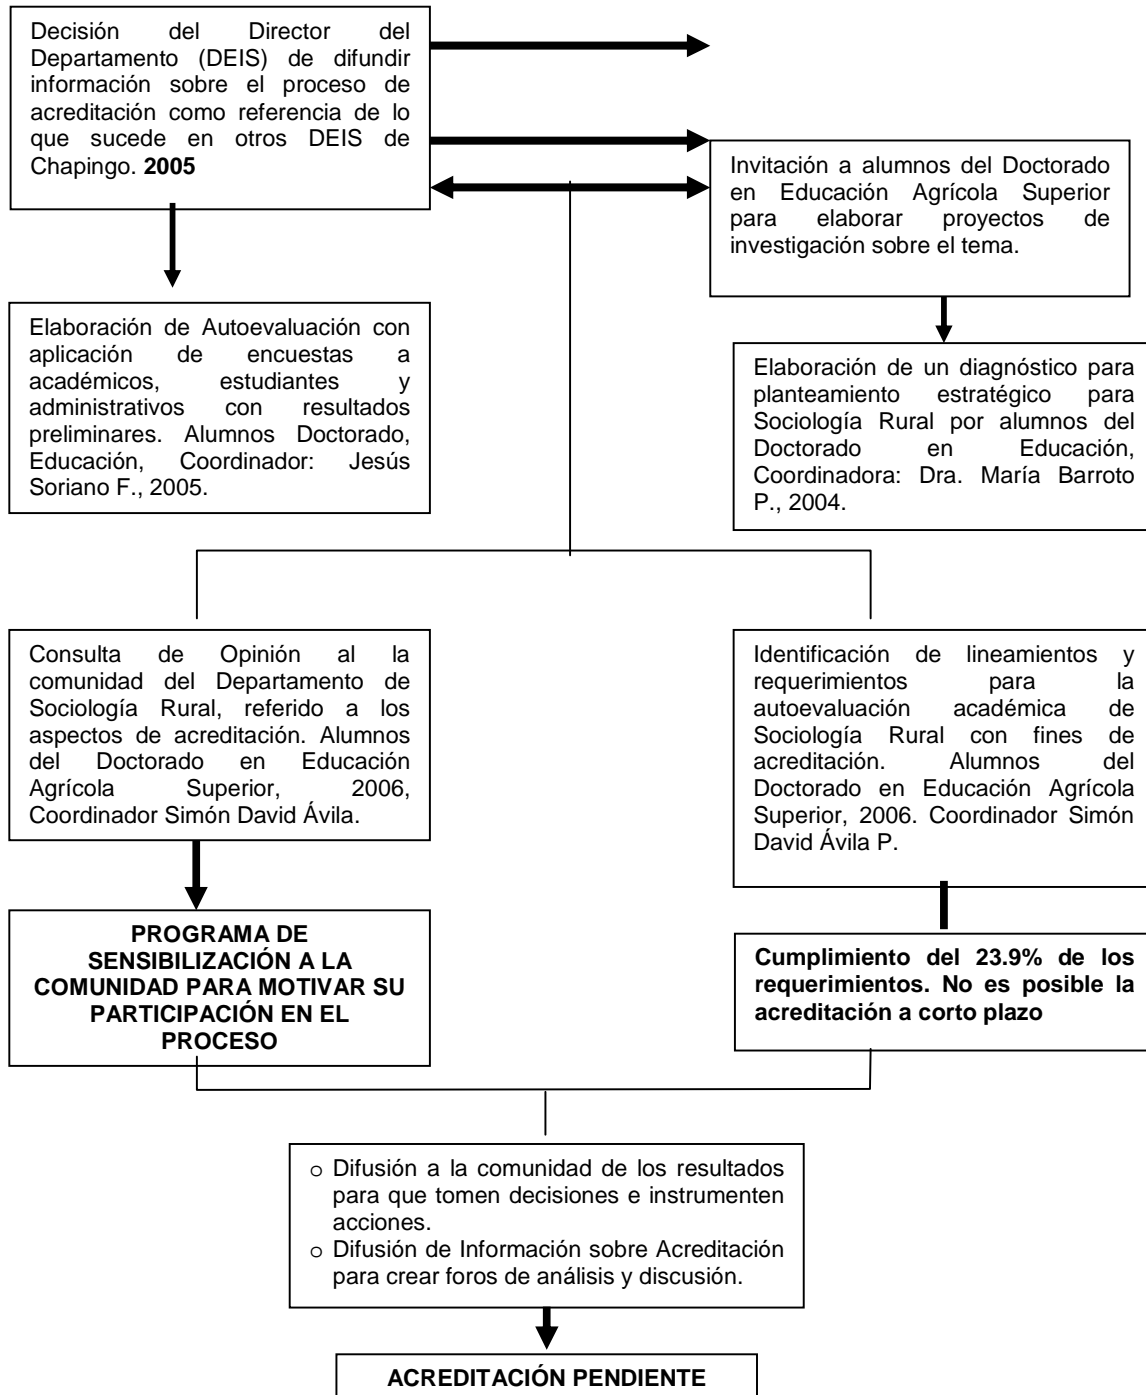 Decisión del Director del
Departamento (DEIS) de difundir
información sobre el proceso de
acreditación como referencia de lo
que sucede en otros DEIS de
Chapingo. 2005
Invitación a alumnos del Doctorado
en Educación Agrícola Superior
para elaborar proyectos de
investigación sobre el tema.
Elaboración de Autoevaluación con
aplicación de encuestas a
académicos, estudiantes y
administrativos con resultados
preliminares. Alumnos Doctorado,
Educación, Coordinador: Jesús
Soriano F., 2005.
Elaboración de un diagnóstico para
planteamiento estratégico para
Sociología Rural por alumnos del
Doctorado en Educación,
Coordinadora: Dra. María Barroto
P., 2004.
Consulta de Opinión al la
comunidad del Departamento de
Sociología Rural, referido a los
aspectos de acreditación. Alumnos
del Doctorado en Educación
Agrícola Superior, 2006,
Coordinador Simón David Ávila.
Identificación de lineamientos y
requerimientos para la
autoevaluación académica de
Sociología Rural con fines de
acreditación. Alumnos del
Doctorado en Educación Agrícola
Superior, 2006. Coordinador Simón
David Ávila P.
PROGRAMA DE
SENSIBILIZACIÓN A LA
COMUNIDAD PARA MOTIVAR SU
PARTICIPACIÓN EN EL
PROCESO
Cumplimiento del 23.9% de los
requerimientos. No es posible la
acreditación a corto plazo
o Difusión a la comunidad de los resultados
para que tomen decisiones e instrumenten
acciones.
o Difusión de Información sobre Acreditación
para crear foros de análisis y discusión.
ACREDITACIÓN PENDIENTE